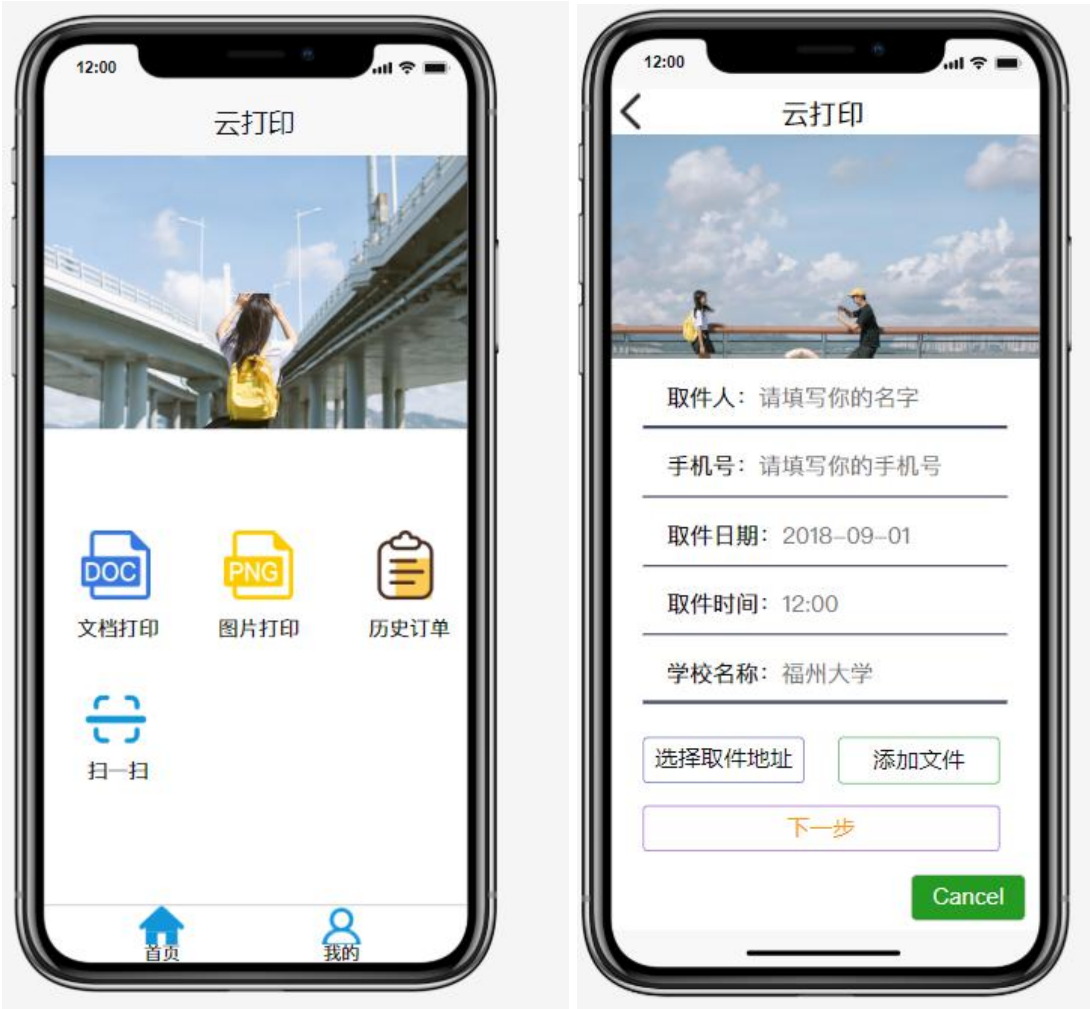 12:00
云打印
DOC
PNG
文档打印
图片打印
历史订单
扫一扫
首页
我的
12:00
云打印
取件人：请填写你的名字
手机号：请填写你的手机号
取件日期：2018-09-01
取件时间：12:00
学校名称：福州大学
选择取件地址
添加文件
下一步
Cancel